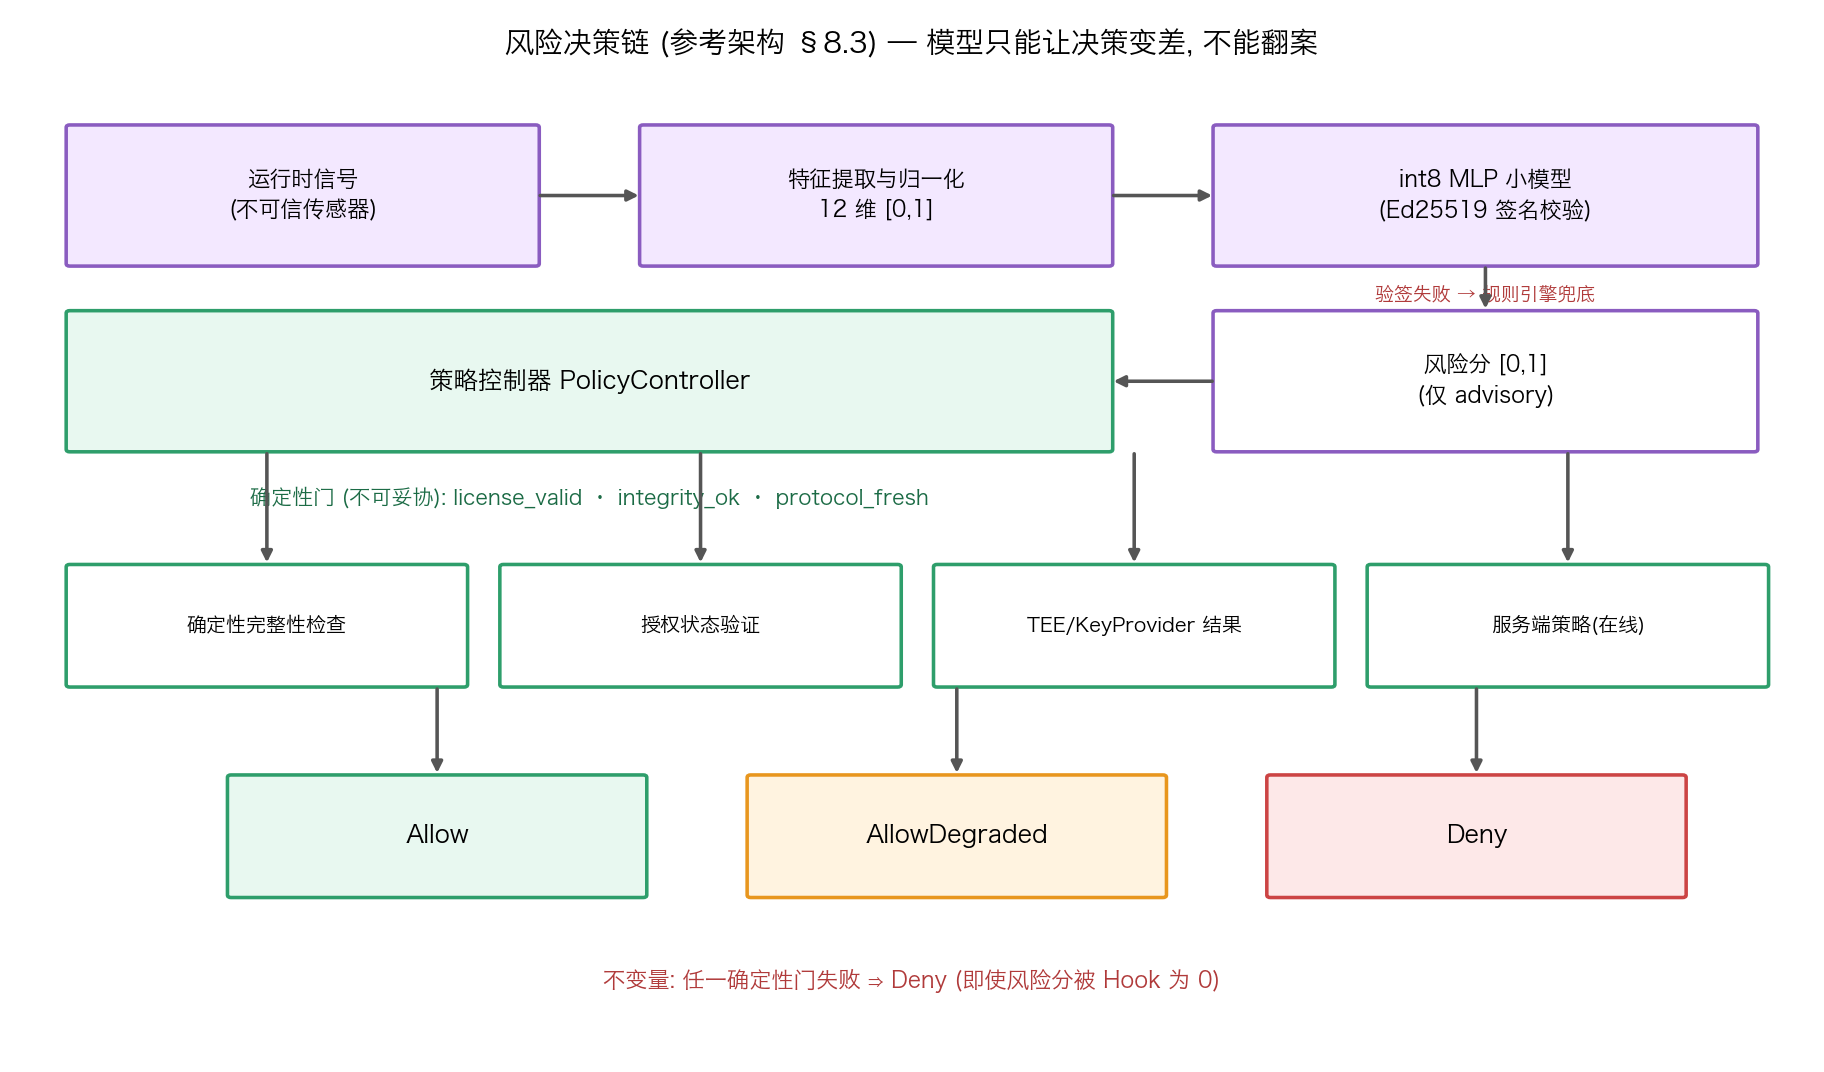 风险决策链 (参考架构 §8.3) — 模型只能让决策变差, 不能翻案
运行时信号
(不可信传感器)
特征提取与归一化
12 维 [0,1]
int8 MLP 小模型
(Ed25519 签名校验)
验签失败 → 规则引擎兜底
策略控制器 PolicyController
风险分 [0,1]
(仅 advisory)
确定性门 (不可妥协): license_valid · integrity_ok · protocol_fresh
确定性完整性检查
授权状态验证
TEE/KeyProvider 结果
服务端策略(在线)
Allow
AllowDegraded
Deny
不变量: 任一确定性门失败 ⇒ Deny (即使风险分被 Hook 为 0)